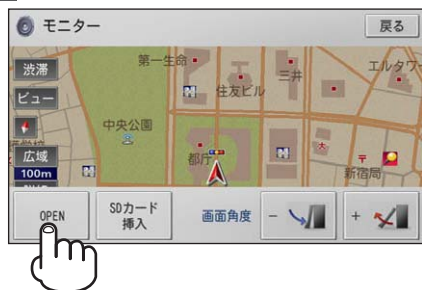 モニター
戻る
渋滞
第一生命
三井
エルタワー
ビュー
住友ビル
中央公園
広域
都庁
100m
新宿局
OPEN
SDカード
挿入
画面角度
-
+